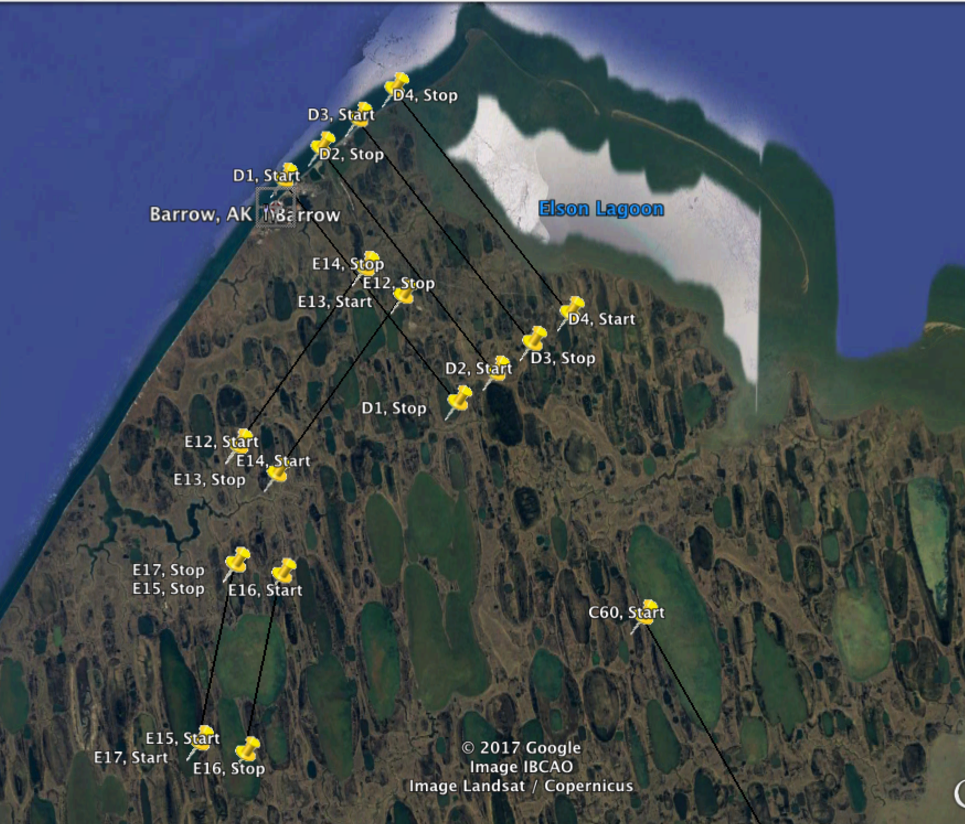 D4, Stop
D3, Start
D2, Stop
D1, Start
Barrow, AK
Barrow
Elson Lagoon
E14, Stop
E12, Stop
E13, Start
D4, Start
D3, Stop
D2, Start
D1, Stop
E12, Start
E14, Start
E13, Stop
E17, Stop
E15, Stop
E16, Start
C60, Start
E15, Start
E17, Start
E16, Stop
© 2017 Google
Image IBCAO
Image Landsat / Copernicus